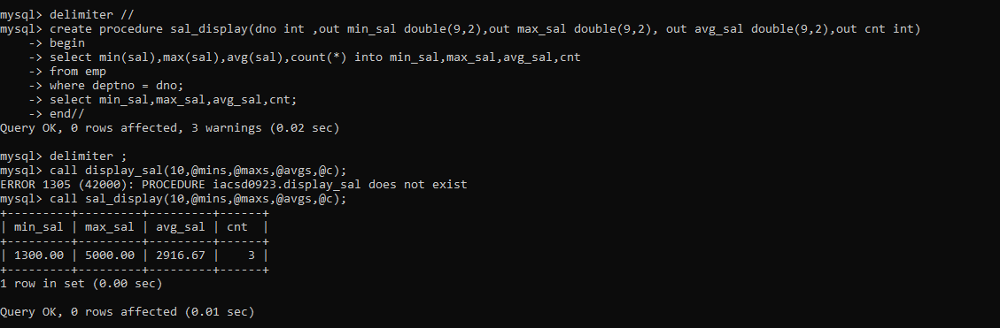 mysql> delimiter //
mysql> create procedure sal_display(dno int ,out min_sal double(9,2),out max_sal double(9,2), out avg_sal double(9,2),out cnt int)
    -> begin
    -> select min(sal),max(sal),avg(sal),count(*) into min_sal,max_sal,avg_sal,cnt
    -> from emp
    -> where deptno = dno;
    -> select min_sal,max_sal,avg_sal,cnt;
    -> end//
Query OK, 0 rows affected, 3 warnings (0.02 sec)
mysql> delimiter ;
mysql> call display_sal(10,@mins,@maxs,@avgs,@c);
ERROR 1305 (42000): PROCEDURE iacsd0923.display_sal does not exist
mysql> call sal_display(10,@mins,@maxs,@avgs,@c);
+---------+---------+---------+------+
| min_sal | max_sal | avg_sal | cnt  |
+---------+---------+---------+------+
| 1300.00 | 5000.00 | 2916.67 |    3 |
+---------+---------+---------+------+
1 row in set (0.00 sec)
Query OK, 0 rows affected (0.01 sec)